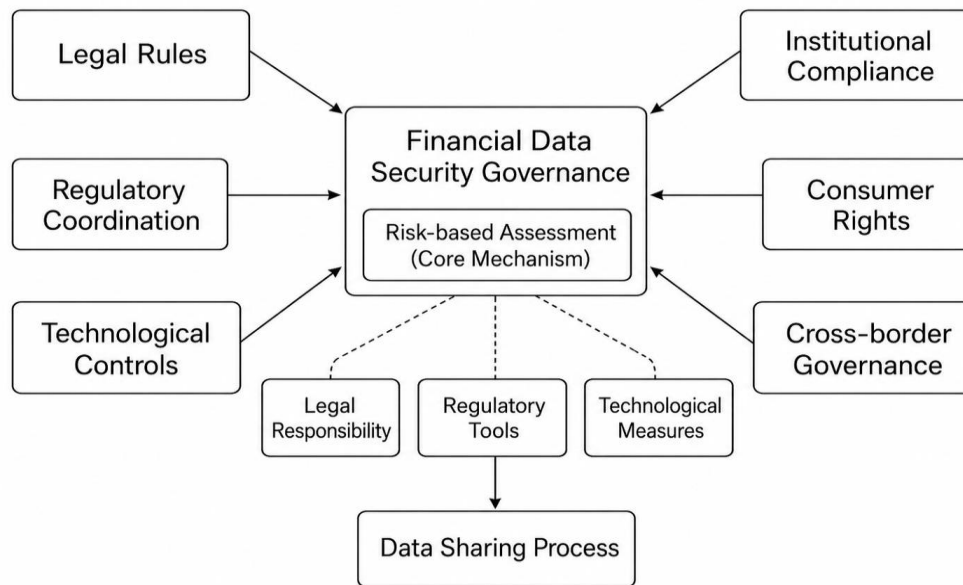 Legal Rules
Institutional
Compliance
Financial Data
Security Governance
Regulatory
Coordination
Consumer
Rights
Risk-based Assessment
(Core Mechanism)
Technological
Controls
Cross-border
Governance
Legal
Responsibility
Regulatory
Tools
Technological
Measures
Data Sharing Process